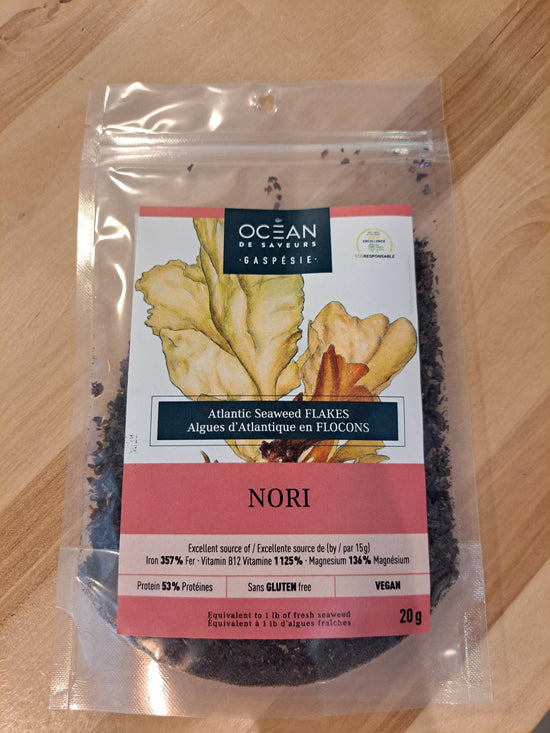 OCEAN
DE SAVEURS
·GASPÉSIE·
EXCELLENCE
ECORESPONSABLE
Atlantic Seaweed FLAKES
Algues d'Atlantique en FLOCONS
NORI
Excellent source of / Excellente source de (by / par 15g)
Iron 357% Fer · Vitamin B12 Vitamine 1125% · Magnesium 136% Magnésium
Protein 53% Protéines
Sans GLUTEN free
VEGAN
Equivalent to 1 lb of fresh seaweed
Équivalent à 1 lb d'algues fraîches
20 g